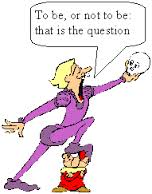 To be, or not to be:
that is the question